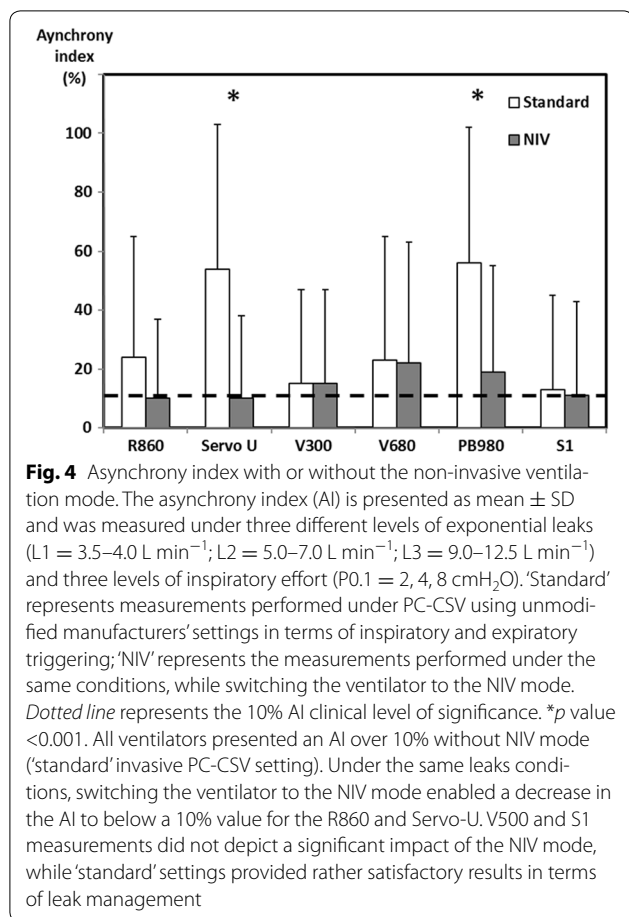 Aynchrony
index
(%)
* *
Standard
NIV
100
80
60
40
20
0
R860 Servo U V300 V680 PB980 S1
Fig. 4 Asynchrony index with or without the non-invasive ventila-
tion mode. The asynchrony index (AI) is presented as mean ± SD
and was measured under three different levels of exponential leaks
(L1 = 3.5–4.0 L min⁻¹; L2 = 5.0–7.0 L min⁻¹; L3 = 9.0–12.5 L min⁻¹)
and three levels of inspiratory effort (P0.1 = 2, 4, 8 cmH₂O). ‘Standard’
represents measurements performed under PC-CSV using unmodi-
fied manufacturers’ settings in terms of inspiratory and expiratory
triggering; ‘NIV’ represents the measurements performed under the
same conditions, while switching the ventilator to the NIV mode.
Dotted line represents the 10% AI clinical level of significance. *p value
<0.001. All ventilators presented an AI over 10% without NIV mode
(‘standard’ invasive PC-CSV setting). Under the same leaks condi-
tions, switching the ventilator to the NIV mode enabled a decrease in
the AI to below a 10% value for the R860 and Servo-U. V500 and S1
measurements did not depict a significant impact of the NIV mode,
while ‘standard’ settings provided rather satisfactory results in terms
of leak management